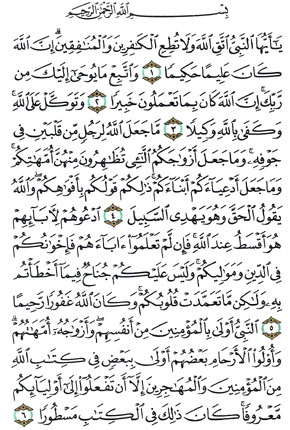 بِسْمِ اللَّهِ الرَّحْمَٰنِ الرَّحِيمِ
يَٰٓأَيُّهَا ٱلنَّبِىُّ ٱتَّقِ ٱللَّهَ وَلَا تُطِعِ ٱلْكَٰفِرِينَ وَٱلْمُنَٰفِقِينَ ۗ إِنَّ ٱللَّهَ
كَانَ عَلِيمًا حَكِيمًا ١ وَٱتَّبِعْ مَا يُوحَىٰٓ إِلَيْكَ مِن
رَّبِّكَ ۚ إِنَّ ٱللَّهَ كَانَ بِمَا تَعْمَلُونَ خَبِيرًا ٢ وَتَوَكَّلْ عَلَى ٱللَّهِ ۚ
وَكَفَىٰ بِٱللَّهِ وَكِيلًا ٣ مَّا جَعَلَ ٱللَّهُ لِرَجُلٍ مِّن قَلْبَيْنِ فِى
جَوْفِهِۦ ۚ وَمَا جَعَلَ أَزْوَٰجَكُمُ ٱلَّٰٓـِٔى تُظَٰهِرُونَ مِنْهُنَّ أُمَّهَٰتِكُمْ ۚ
وَمَا جَعَلَ أَدْعِيَآءَكُمْ أَبْنَآءَكُمْ ۚ ذَٰلِكُمْ قَوْلُكُم بِأَفْوَٰهِكُمْ ۖ وَٱللَّهُ
يَقُولُ ٱلْحَقَّ وَهُوَ يَهْدِى ٱلسَّبِيلَ ٤ ٱدْعُوهُمْ لِءَابَآئِهِمْ
هُوَ أَقْسَطُ عِندَ ٱللَّهِ ۚ فَإِن لَّمْ تَعْلَمُوٓا۟ ءَابَآءَهُمْ فَإِخْوَٰنُكُمْ
فِى ٱلدِّينِ وَمَوَٰلِيكُمْ ۚ وَلَيْسَ عَلَيْكُمْ جُنَاحٌ فِيمَآ أَخْطَأْتُم
بِهِۦ وَلَٰكِن مَّا تَعَمَّدَتْ قُلُوبُكُمْ ۚ وَكَانَ ٱللَّهُ غَفُورًا رَّحِيمًا
٥ ٱلنَّبِىُّ أَوْلَىٰ بِٱلْمُؤْمِنِينَ مِنْ أَنفُسِهِمْ ۖ وَأَزْوَٰجُهُۥٓ أُمَّهَٰتُهُمْ ۗ
وَأُو۟لُوا۟ ٱلْأَرْحَامِ بَعْضُهُمْ أَوْلَىٰ بِبَعْضٍ فِى كِتَٰبِ ٱللَّهِ
مِنَ ٱلْمُؤْمِنِينَ وَٱلْمُهَٰجِرِينَ إِلَّآ أَن تَفْعَلُوٓا۟ إِلَىٰٓ أَوْلِيَآئِكُم
مَّعْرُوفًا ۚ كَانَ ذَٰلِكَ فِى ٱلْكِتَٰبِ مَسْطُورًا ٦